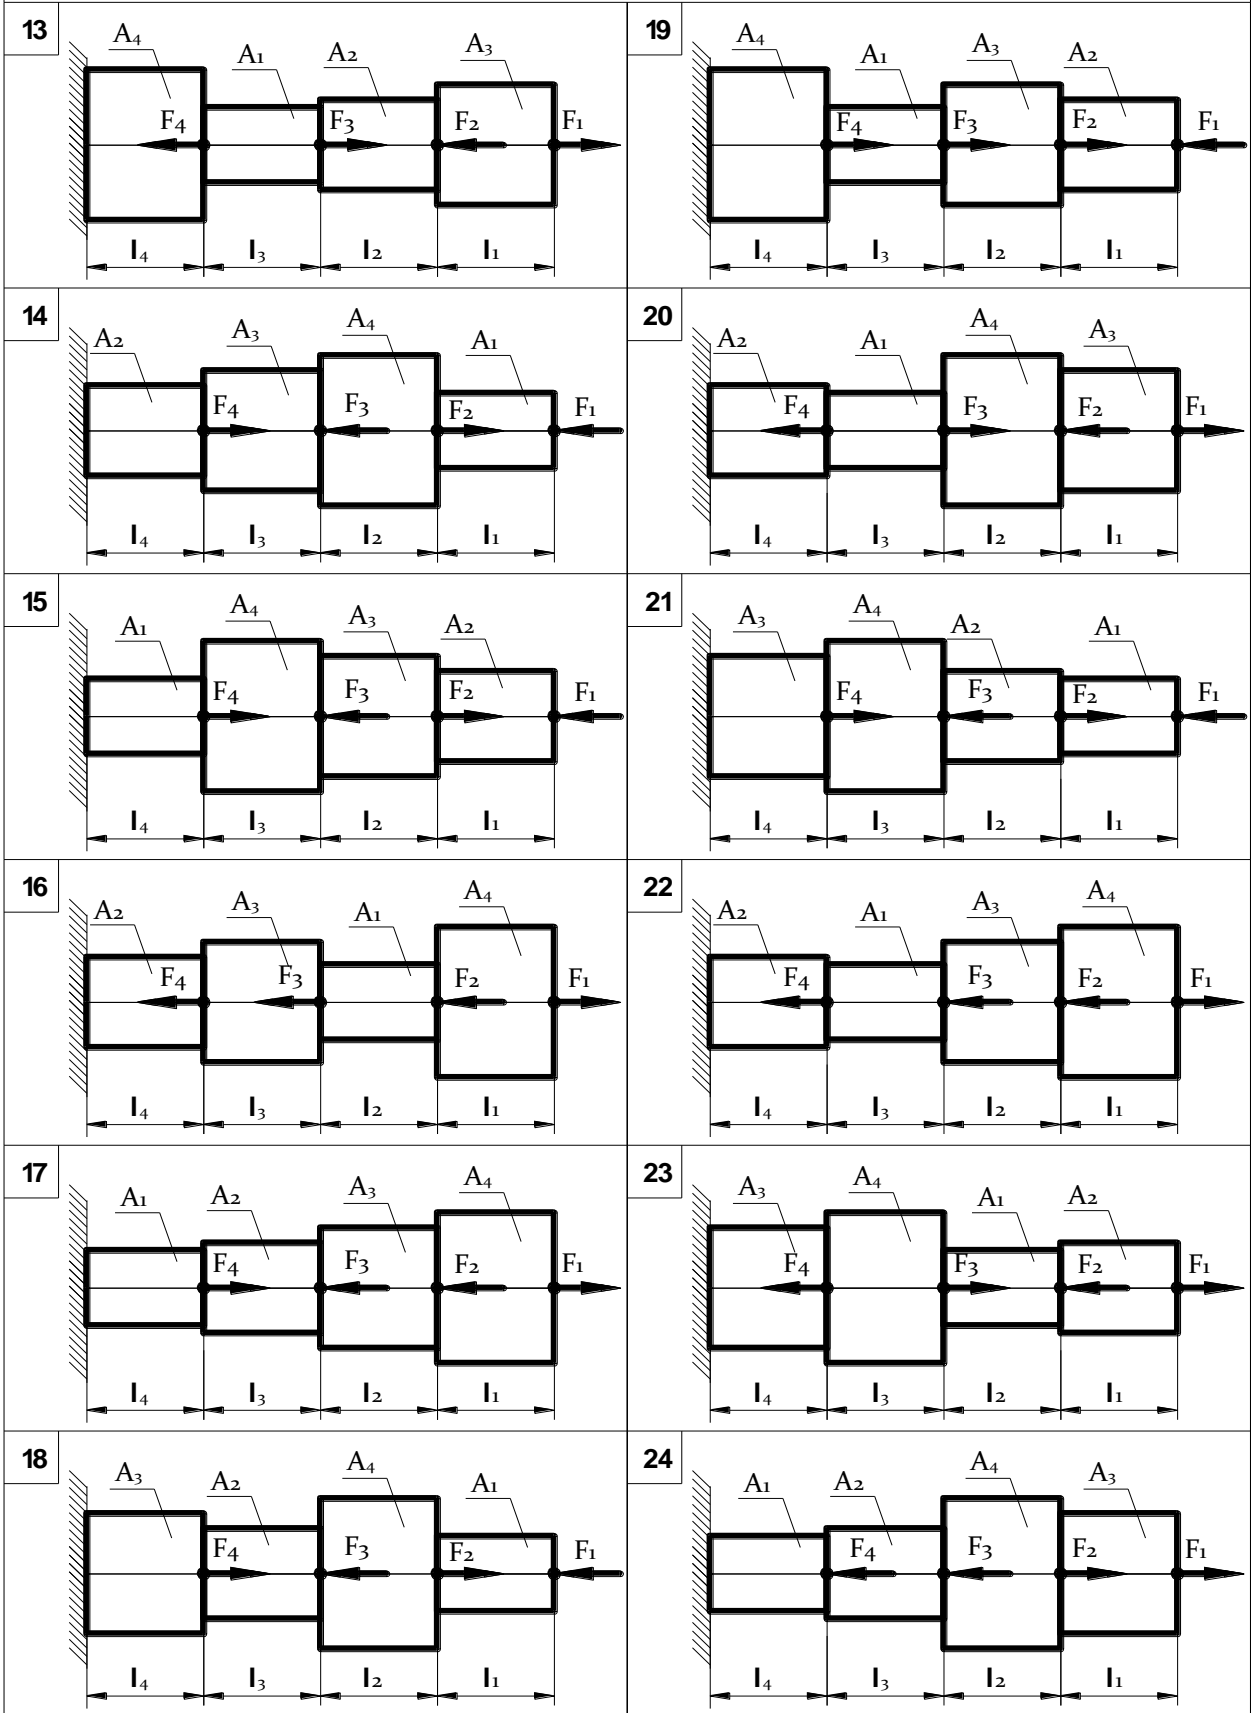 13
A4 A1 A2 A3
F4 F3 F2 F1
l4 l3 l2 l1
19
A4 A1 A3 A2
F4 F3 F2 F1
l4 l3 l2 l1
14
A2 A3 A4 A1
F4 F3 F2 F1
l4 l3 l2 l1
20
A2 A1 A4 A3
F4 F3 F2 F1
l4 l3 l2 l1
15
A1 A4 A3 A2
F4 F3 F2 F1
l4 l3 l2 l1
21
A3 A4 A2 A1
F4 F3 F2 F1
l4 l3 l2 l1
16
A2 A3 A1 A4
F4 F3 F2 F1
l4 l3 l2 l1
22
A2 A1 A3 A4
F4 F3 F2 F1
l4 l3 l2 l1
17
A1 A2 A3 A4
F4 F3 F2 F1
l4 l3 l2 l1
23
A3 A4 A1 A2
F4 F3 F2 F1
l4 l3 l2 l1
18
A3 A2 A4 A1
F4 F3 F2 F1
l4 l3 l2 l1
24
A1 A2 A4 A3
F4 F3 F2 F1
l4 l3 l2 l1